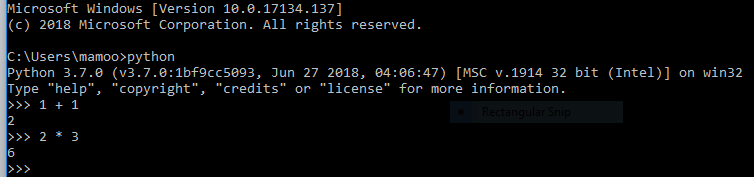 Microsoft Windows [Version 10.0.17134.137]
(c) 2018 Microsoft Corporation. All rights reserved.
C:\Users\mamoo>python
Python 3.7.0 (v3.7.0:1bf9cc5093, Jun 27 2018, 04:06:47) [MSC v.1914 32 bit (Intel)] on win32
Type "help", "copyright", "credits" or "license" for more information.
>>> 1 + 1
Rectangular Snip
2
>>> 2 * 3
6
>>>